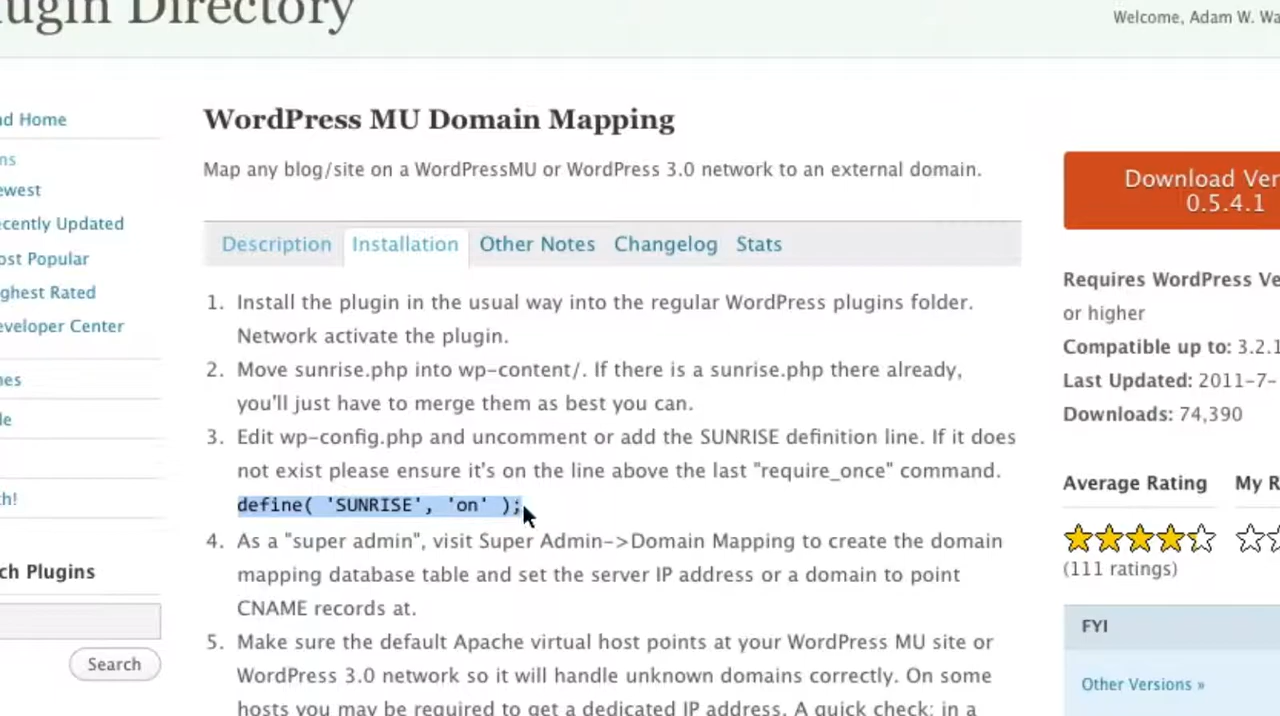 Plugin Directory
Welcome, Adam W. Wa
nd Home
ns
ewest
ecently Updated
ost Popular
ghest Rated
eveloper Center
nes
le
h!
ch Plugins
Search
WordPress MU Domain Mapping
Map any blog/site on a WordPressMU or WordPress 3.0 network to an external domain.
Description Installation Other Notes Changelog Stats
1. Install the plugin in the usual way into the regular WordPress plugins folder.
Network activate the plugin.
2. Move sunrise.php into wp-content/. If there is a sunrise.php there already,
you'll just have to merge them as best you can.
3. Edit wp-config.php and uncomment or add the SUNRISE definition line. If it does
not exist please ensure it's on the line above the last "require_once" command.
define( 'SUNRISE', 'on' );
4. As a "super admin", visit Super Admin->Domain Mapping to create the domain
mapping database table and set the server IP address or a domain to point
CNAME records at.
5. Make sure the default Apache virtual host points at your WordPress MU site or
WordPress 3.0 network so it will handle unknown domains correctly. On some
hosts you may be required to get a dedicated IP address. A quick check: in a
Download Ver
0.5.4.1
Requires WordPress Ve
or higher
Compatible up to: 3.2.1
Last Updated: 2011-7-
Downloads: 74,390
Average Rating My R
(111 ratings)
FYI
Other Versions »